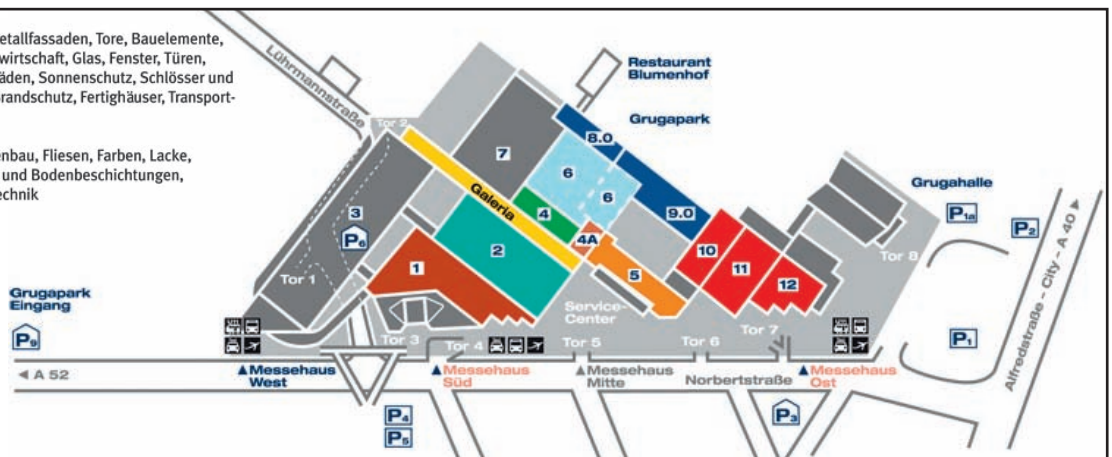 etallfassaden, Tore, Bauelemente,
wirtschaft, Glas, Fenster, Türen,
äden, Sonnenschutz, Schlösser und
randschutz, Fertighäuser, Transport-
enbau, Fliesen, Farben, Lacke,
und Bodenbeschichtungen,
echnik
Lührmannstraße
Restaurant
Blumenhof
Grugapark
Tor 2
8.0
7
6
6
Galeria
4
9.0
Grugahalle
P1a
P2
3
P6
4A
10
2
1
5
11
12
Tor 8
Tor 1
Service-
Center
Grugapark
Eingang
P9
Tor 3
Tor 4
Tor 5
Tor 6
Tor 7
P1
Alfredstraße - City - A 40
A 52
Messehaus
West
Messehaus
Süd
Messehaus
Mitte
Norbertstraße
Messehaus
Ost
P4
P5
P3